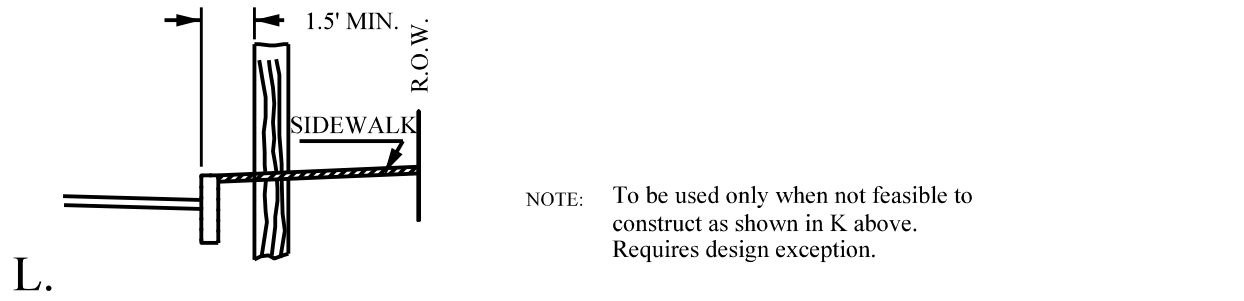 1.5' MIN.
R.O.W.
SIDEWALK
NOTE: To be used only when not feasible to
construct as shown in K above.
Requires design exception.
L.